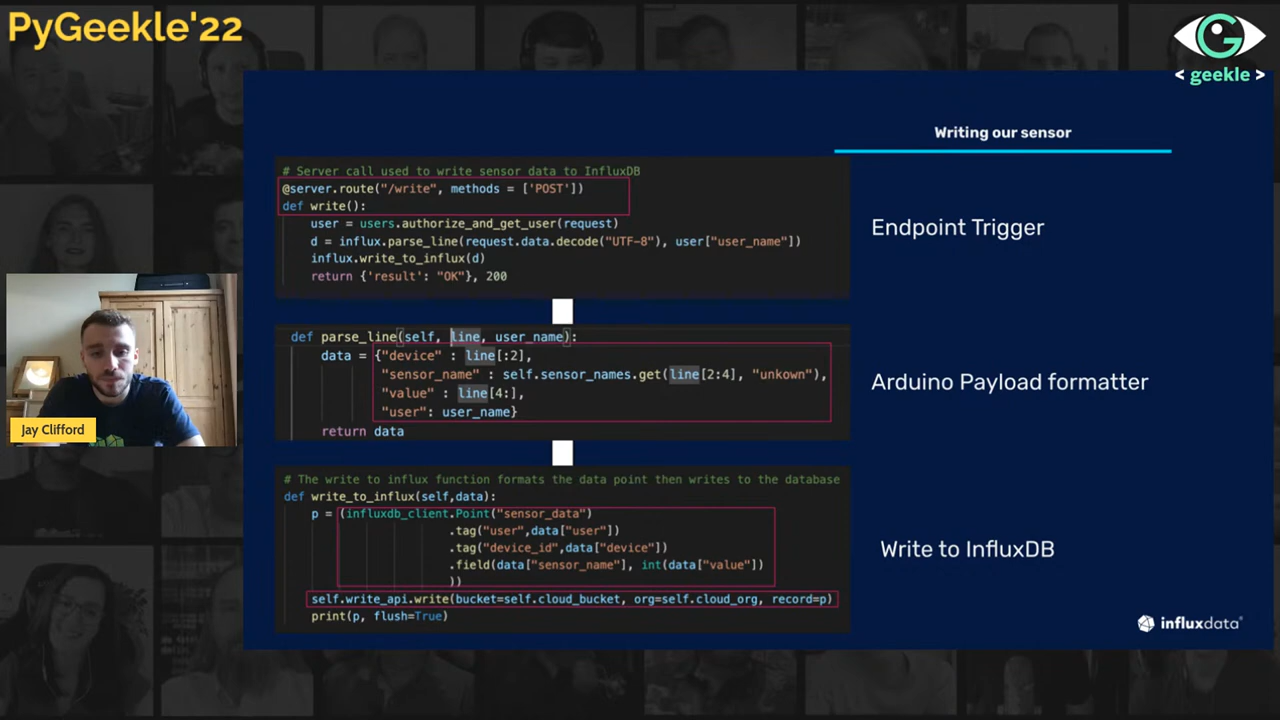 PyGeekle'22
< geekle >
Writing our sensor
# Server call used to write sensor data to InfluxDB
@server.route("/write", methods = ['POST'])
def write():
user = users.authorize_and_get_user(request)
d = influx.parse_line(request.data.decode("UTF-8"), user["user_name"])
influx.write_to_influx(d)
return {'result': "OK"}, 200
Endpoint Trigger
def parse_line(self, line, user_name):
data = {"device" : line[:2],
"sensor_name" : self.sensor_names.get(line[2:4], "unkown"),
"value" : line[4:],
"user": user_name}
return data
Arduino Payload formatter
Jay Clifford
# The write to influx function formats the data point then writes to the database
def write_to_influx(self,data):
p = (influxdb_client.Point("sensor_data")
.tag("user",data["user"])
.tag("device_id",data["device"])
.field(data["sensor_name"], int(data["value"])
))
self.write_api.write(bucket=self.cloud_bucket, org=self.cloud_org, record=p)
print(p, flush=True)
Write to InfluxDB
influxdata®